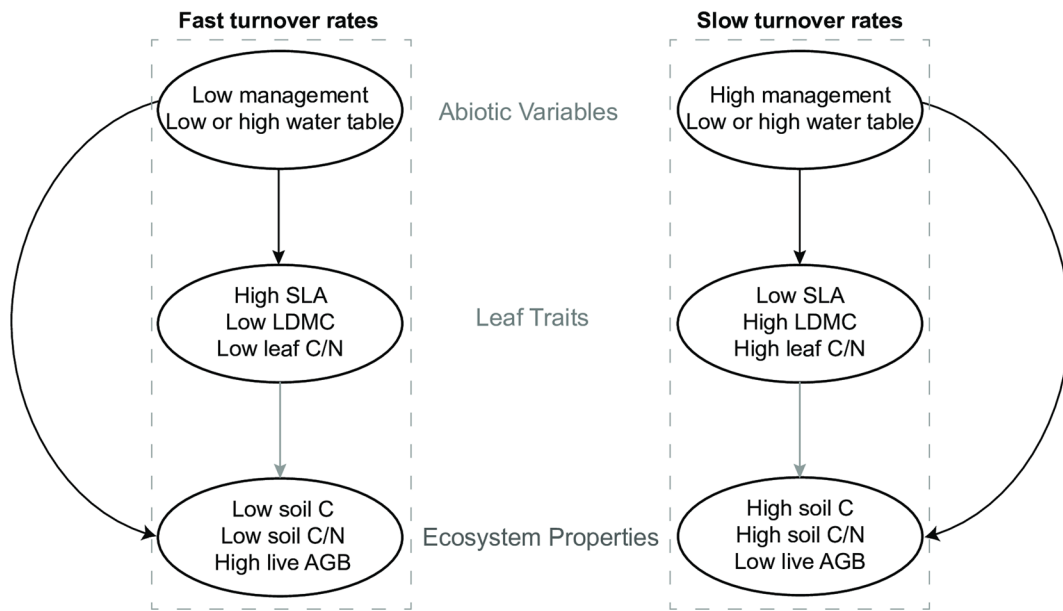 Fast turnover rates
Slow turnover rates
Low management
Low or high water table
Abiotic Variables
High management
Low or high water table
High SLA
Low LDMC
Low leaf C/N
Leaf Traits
Low SLA
High LDMC
High leaf C/N
Low soil C
Low soil C/N
High live AGB
Ecosystem Properties
High soil C
High soil C/N
Low live AGB